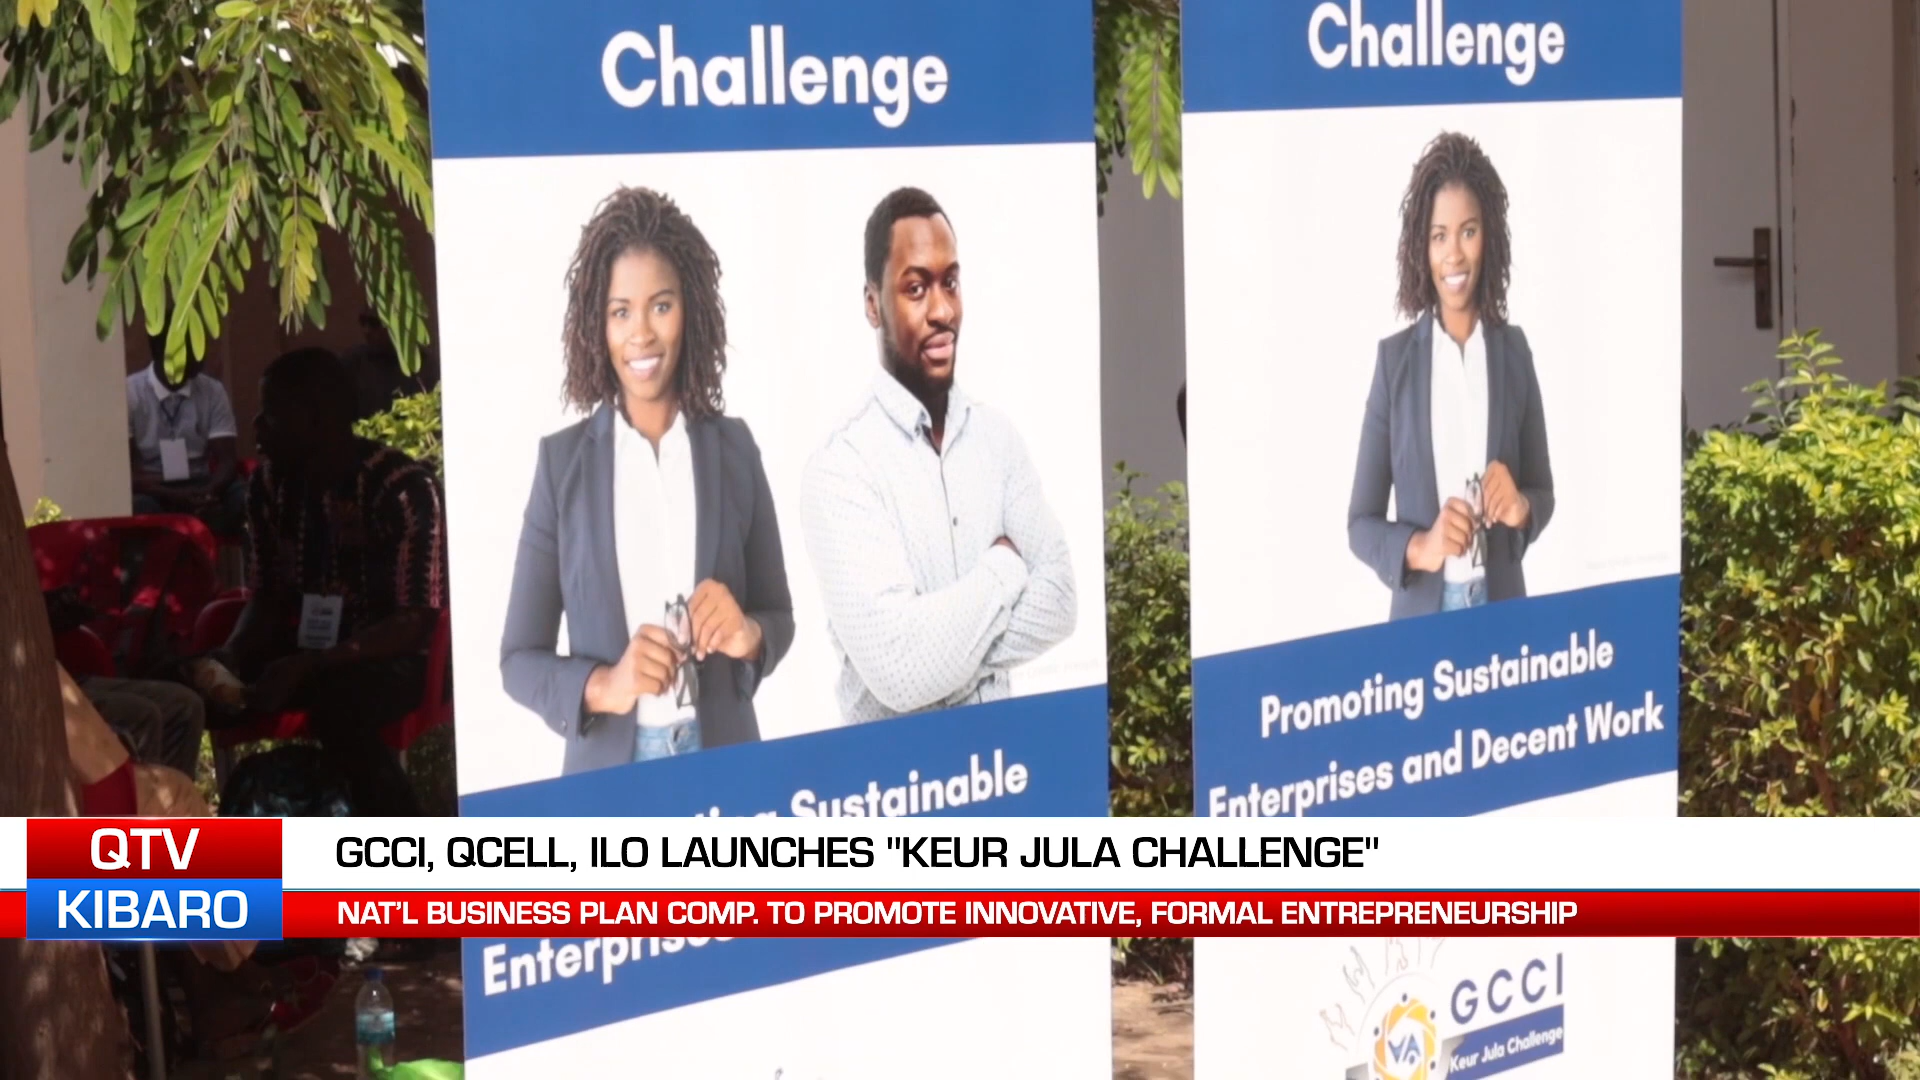 Challenge
Sustainable
Enterprises
Challenge
Promoting Sustainable
Enterprises and Decent Work
GCCI
Keur Jula Challenge
QTV
KIBARO
GCCI, QCELL, ILO LAUNCHES "KEUR JULA CHALLENGE"
NAT'L BUSINESS PLAN COMP. TO PROMOTE INNOVATIVE, FORMAL ENTREPRENEURSHIP